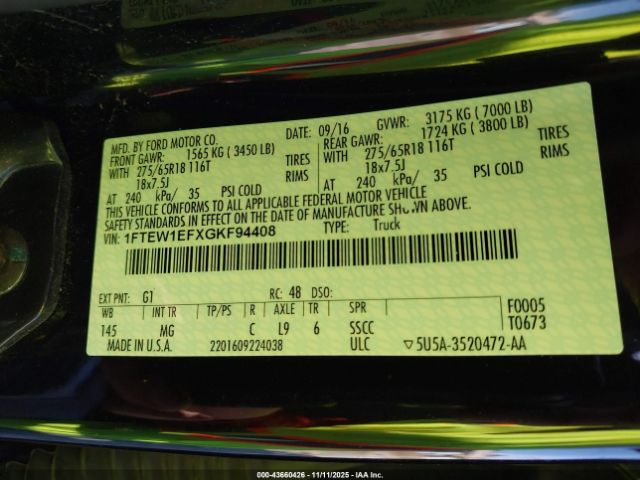 MFD. BY FORD MOTOR CO.
DATE: 09/16 GVWR: 3175 KG ( 7000 LB)
FRONT GAWR: 1565 KG ( 3450 LB) REAR GAWR: 1724 KG ( 3800 LB)
WITH 275/65R18 116T TIRES WITH 275/65R18 116T TIRES
18x7.5J RIMS 18x7.5J RIMS
AT 240 kPa/ 35 PSI COLD AT 240 kPa/ 35 PSI COLD
THIS VEHICLE CONFORMS TO ALL APPLICABLE FEDERAL MOTOR VEHICLE
SAFETY STANDARDS IN EFFECT ON THE DATE OF MANUFACTURE SHOWN ABOVE.
VIN: 1FTEW1EFXGKF94408 TYPE: Truck
EXT PNT: G1 RC: 48 DSO:
WB INT TR TP/PS R AXLE TR SPR F0005
145 MG C L9 6 SSCC T0673
MADE IN U.S.A. 2201609224038 ULC ▽5U5A-3520472-AA
000-43660426 - 11/11/2025 - IAA Inc.